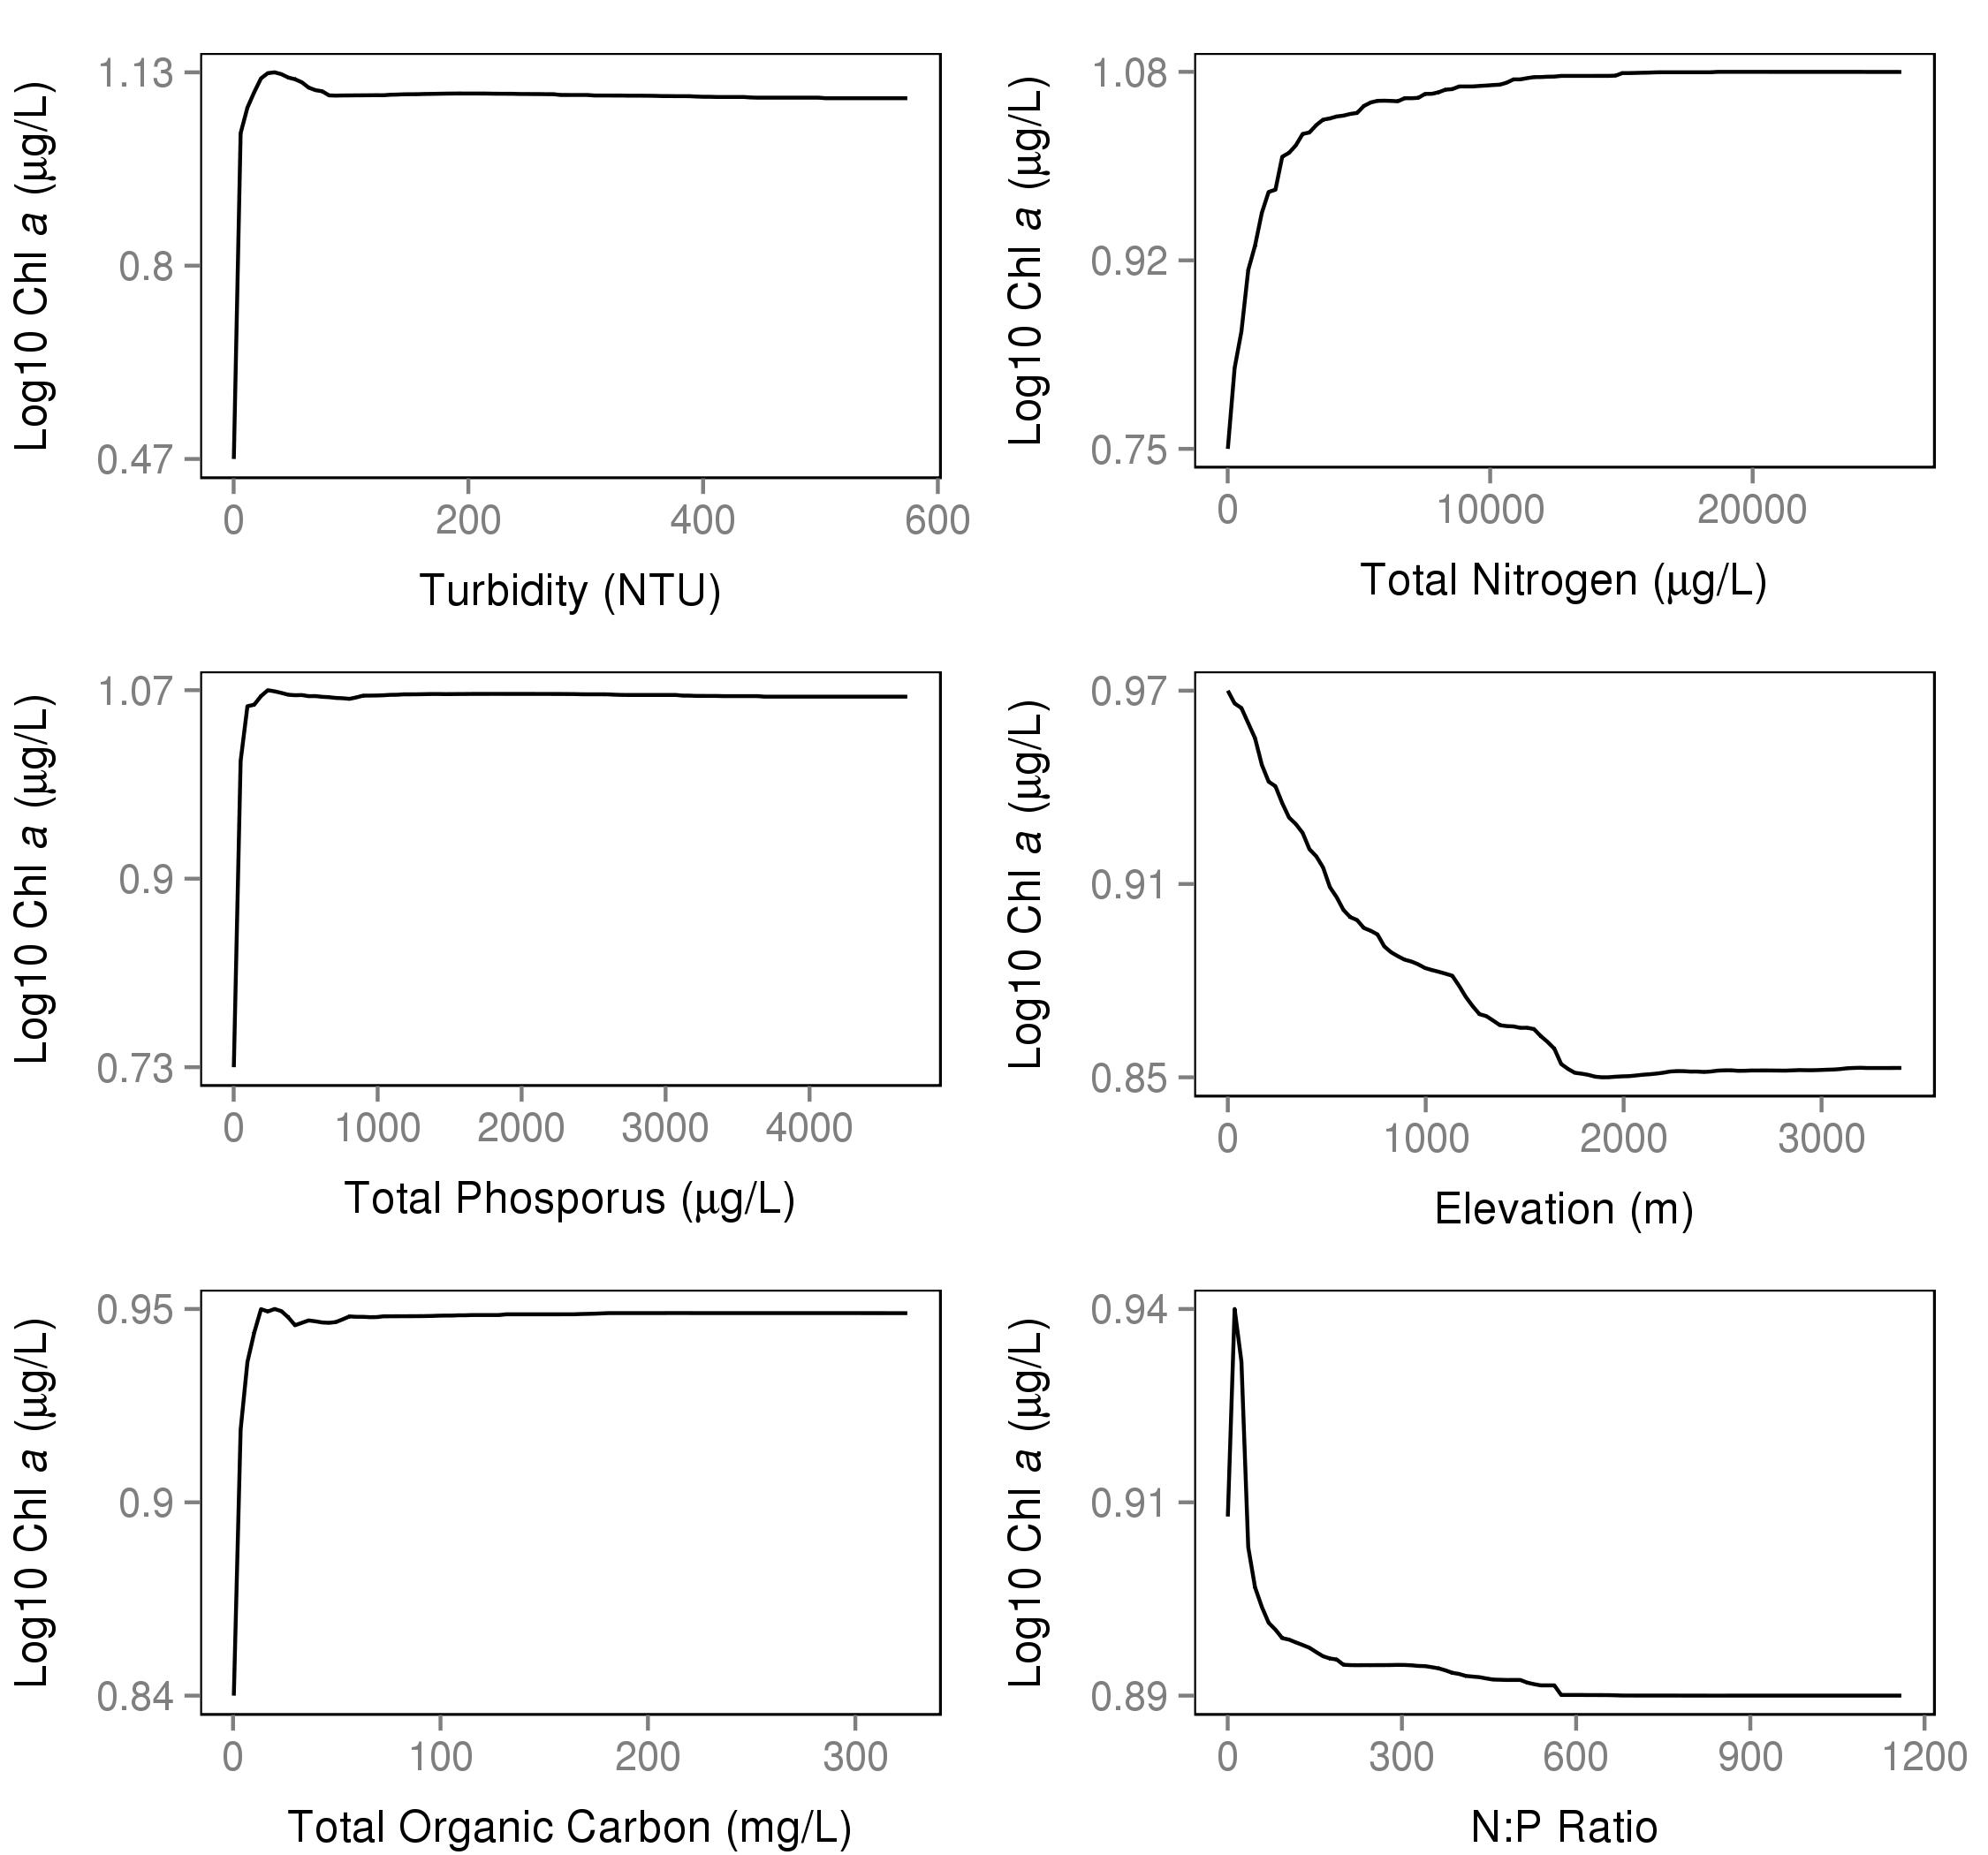 Log10 Chl a (µg/L)
1.13
0.8
0.47
0 200 400 600
Turbidity (NTU)
Log10 Chl a (µg/L)
1.08
0.92
0.75
0 10000 20000
Total Nitrogen (µg/L)
Log10 Chl a (µg/L)
1.07
0.9
0.73
0 1000 2000 3000 4000
Total Phosporus (µg/L)
Log10 Chl a (µg/L)
0.97
0.91
0.85
0 1000 2000 3000
Elevation (m)
Log10 Chl a (µg/L)
0.95
0.9
0.84
0 100 200 300
Total Organic Carbon (mg/L)
Log10 Chl a (µg/L)
0.94
0.91
0.89
0 300 600 900 1200
N:P Ratio